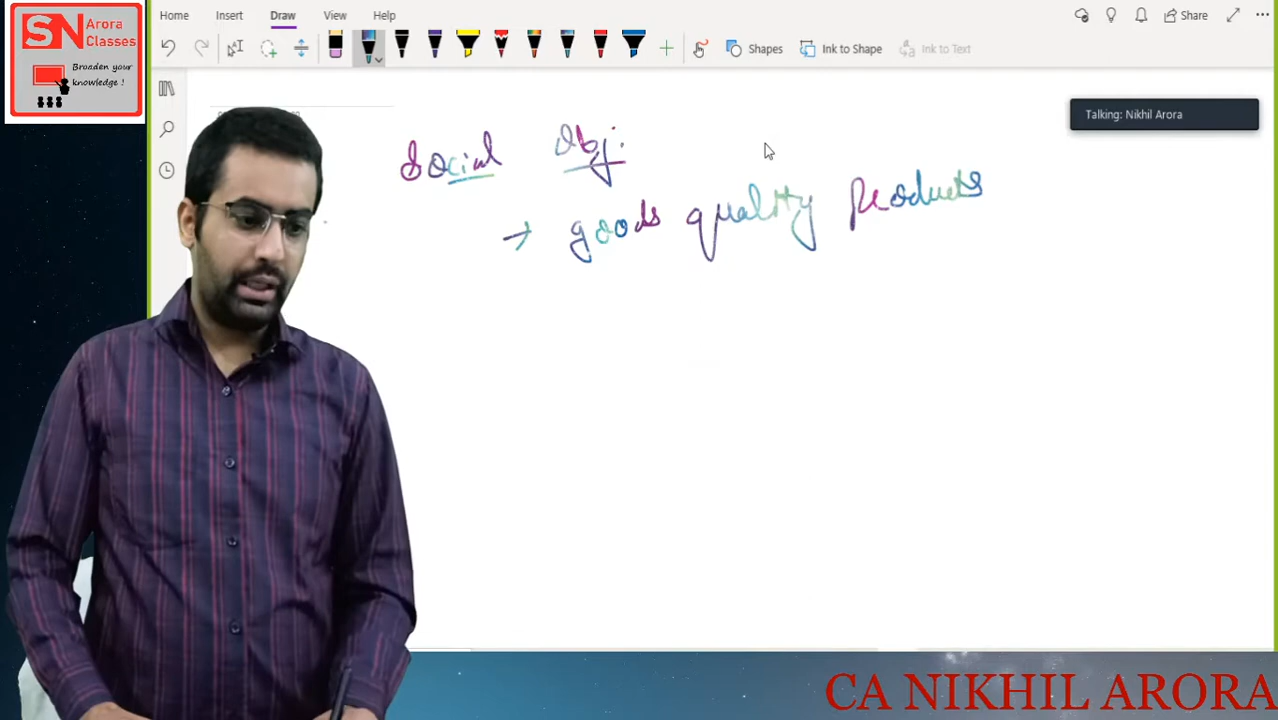 Home Insert Draw View Help
Share
Shapes Ink to Shape Ink to Text
SN Arora Classes
Broaden your knowledge !
Talking: Nikhil Arora
Social Obj.
→ goods quality products
CA NIKHIL ARORA